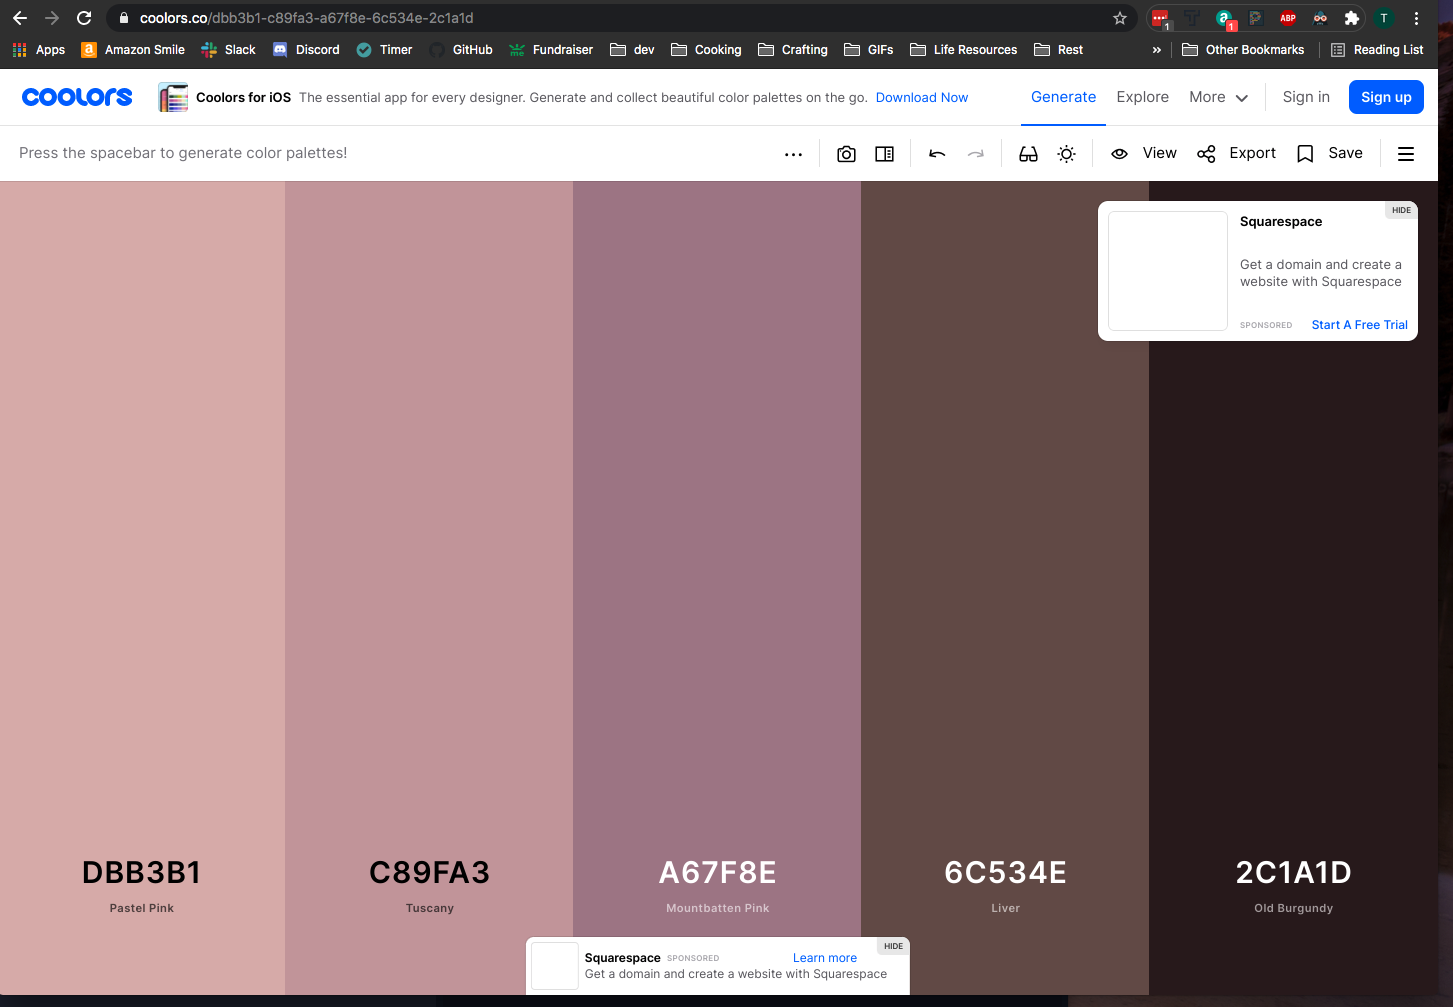 coolors.co/dbb3b1-c89fa3-a67f8e-6c534e-2c1a1d
1 1 ABP T
Apps Amazon Smile Slack Discord Timer GitHub Fundraiser dev Cooking Crafting GIFs Life Resources Rest » Other Bookmarks Reading List
coolors Coolors for iOS The essential app for every designer. Generate and collect beautiful color palettes on the go. Download Now Generate Explore More Sign in Sign up
Press the spacebar to generate color palettes! View Export Save
HIDE
Squarespace
Get a domain and create a
website with Squarespace
SPONSORED Start A Free Trial
DBB3B1 C89FA3 A67F8E 6C534E 2C1A1D
Pastel Pink Tuscany Mountbatten Pink Liver Old Burgundy
HIDE
Squarespace SPONSORED Learn more
Get a domain and create a website with Squarespace